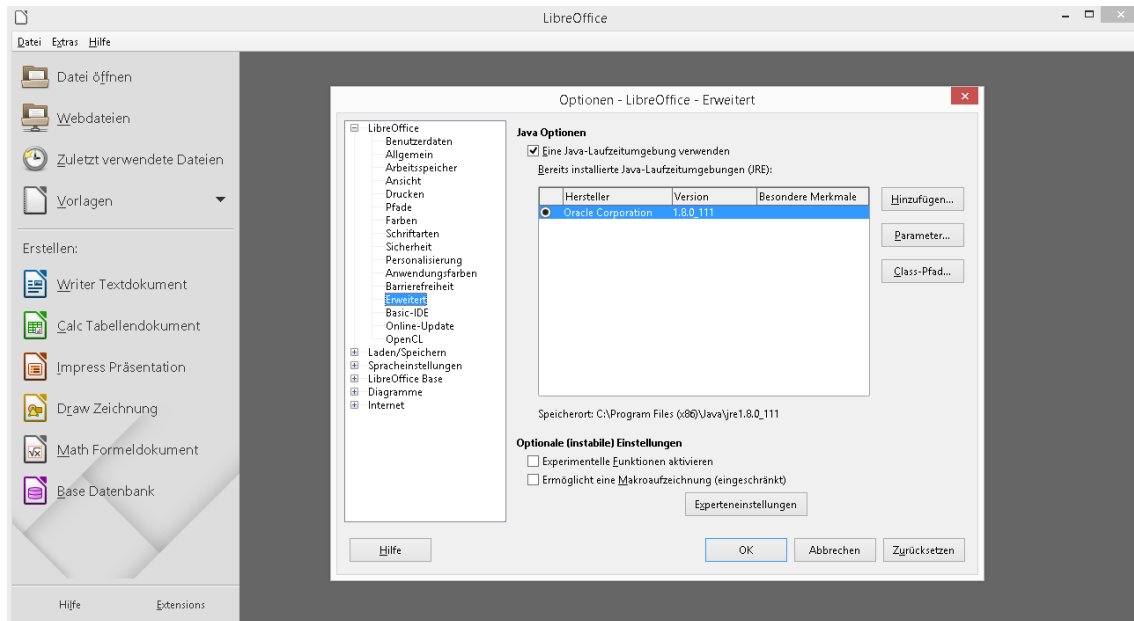 LibreOffice
Datei Extras Hilfe
Datei öffnen
Webdateien
Zuletzt verwendete Dateien
Vorlagen
Erstellen:
Writer Textdokument
Calc Tabellendokument
Impress Präsentation
Draw Zeichnung
Math Formeldokument
Base Datenbank
Hilfe Extensions
Optionen - LibreOffice - Erweitert
LibreOffice
Benutzerdaten
Allgemein
Arbeitsspeicher
Ansicht
Drucken
Pfade
Farben
Schriftarten
Sicherheit
Personalisierung
Anwendungsfarben
Barrierefreiheit
Erweitert
Basic-IDE
Online-Update
OpenCL
Laden/Speichern
Spracheinstellungen
LibreOffice Base
Diagramme
Internet
Java Optionen
Eine Java-Laufzeitumgebung verwenden
Bereits installierte Java-Laufzeitumgebungen (JRE):
Hersteller Version Besondere Merkmale
Oracle Corporation 1.8.0_111
Hinzufügen...
Parameter...
Class-Pfad...
Speicherort: C:\Program Files (x86)\Java\jre1.8.0_111
Optionale (instabile) Einstellungen
Experimentelle Funktionen aktivieren
Ermöglicht eine Makroaufzeichnung (eingeschränkt)
Experteneinstellungen
Hilfe OK Abbrechen Zurücksetzen